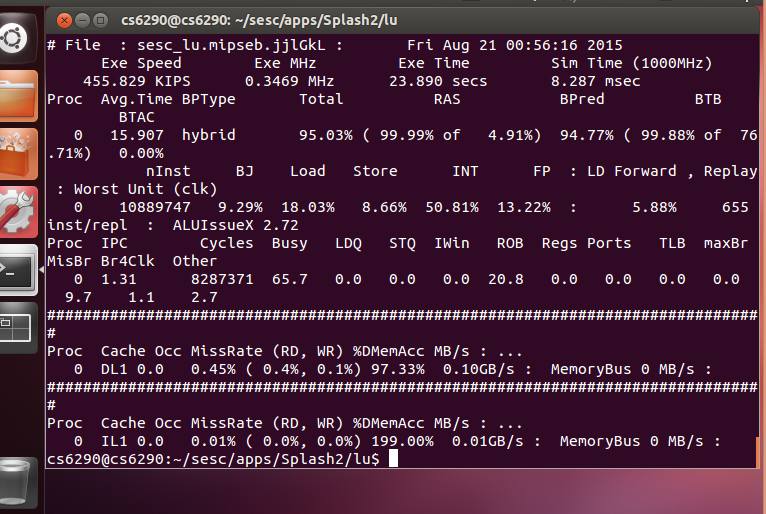 cs6290@cs6290: ~/sesc/apps/Splash2/lu
# File : sesc_lu.mipseb.jjlGkL : Fri Aug 21 00:56:16 2015
Exe Speed Exe MHz Exe Time Sim Time (1000MHz)
455.829 KIPS 0.3469 MHz 23.890 secs 8.287 msec
Proc Avg.Time BPType Total RAS BPred BTB
BTAC
0 15.907 hybrid 95.03% ( 99.99% of 4.91%) 94.77% ( 99.88% of 76
.71%) 0.00%
nInst BJ Load Store INT FP : LD Forward , Replay
: Worst Unit (clk)
0 10889747 9.29% 18.03% 8.66% 50.81% 13.22% : 5.88% 655
inst/repl : ALUIssueX 2.72
Proc IPC Cycles Busy LDQ STQ IWin ROB Regs Ports TLB maxBr
MisBr Br4Clk Other
0 1.31 8287371 65.7 0.0 0.0 0.0 20.8 0.0 0.0 0.0 0.0
9.7 1.1 2.7
###############################################################################
#
Proc Cache Occ MissRate (RD, WR) %DMemAcc MB/s : ...
0 DL1 0.0 0.45% ( 0.4%, 0.1%) 97.33% 0.10GB/s : MemoryBus 0 MB/s :
###############################################################################
#
Proc Cache Occ MissRate (RD, WR) %DMemAcc MB/s : ...
0 IL1 0.0 0.01% ( 0.0%, 0.0%) 199.00% 0.01GB/s : MemoryBus 0 MB/s :
cs6290@cs6290:~/sesc/apps/Splash2/lu$